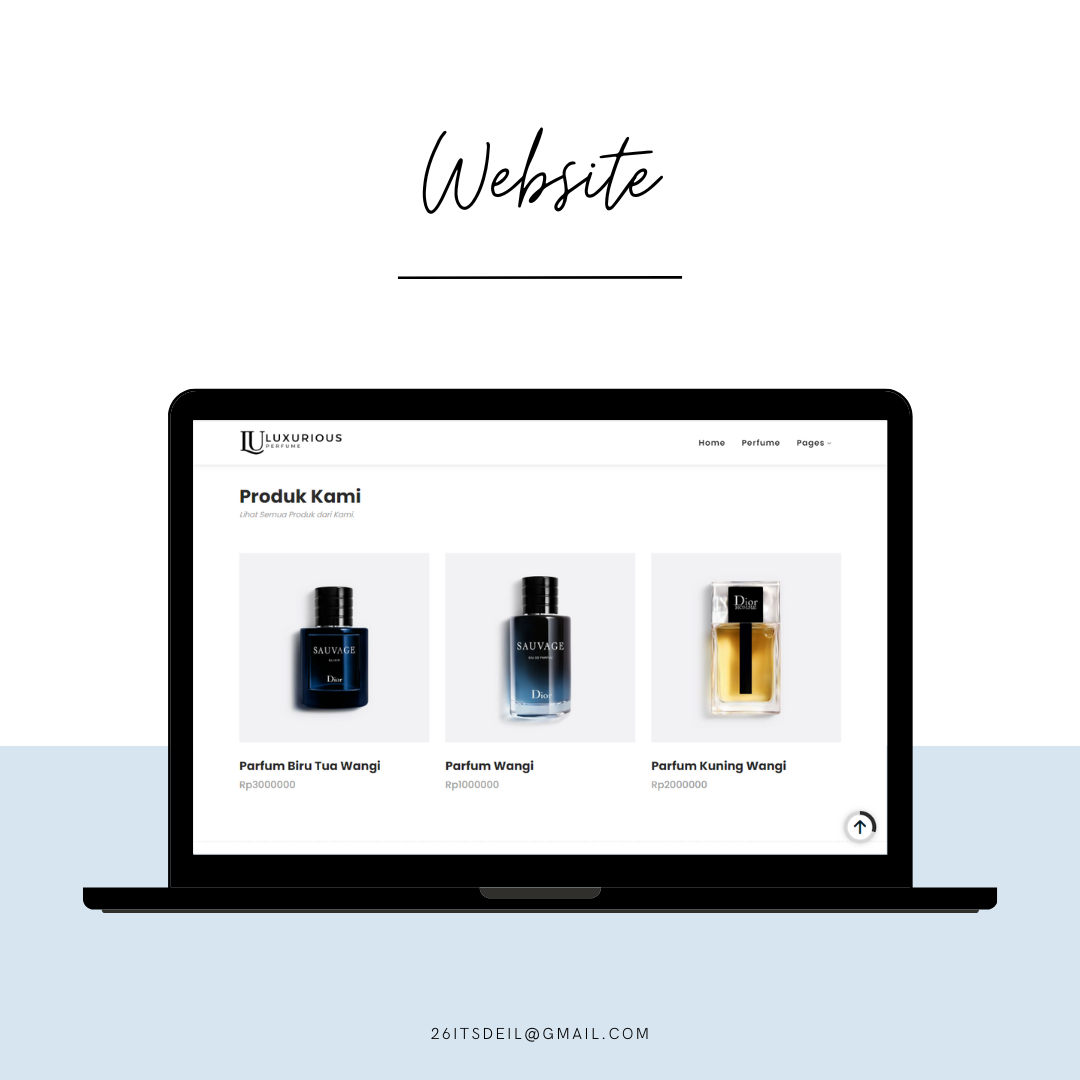 Website
LU LUXURIOUS
PERFUME
Home Perfume Pages
Produk Kami
Lihat Semua Produk dari Kami.
SAUVAGE
ELIXIR
Dior
SAUVAGE
EAU DE PARFUM
Dior
Dior
HOMME
Parfum Biru Tua Wangi
Rp3000000
Parfum Wangi
Rp1000000
Parfum Kuning Wangi
Rp2000000
26ITSDEIL@GMAIL.COM